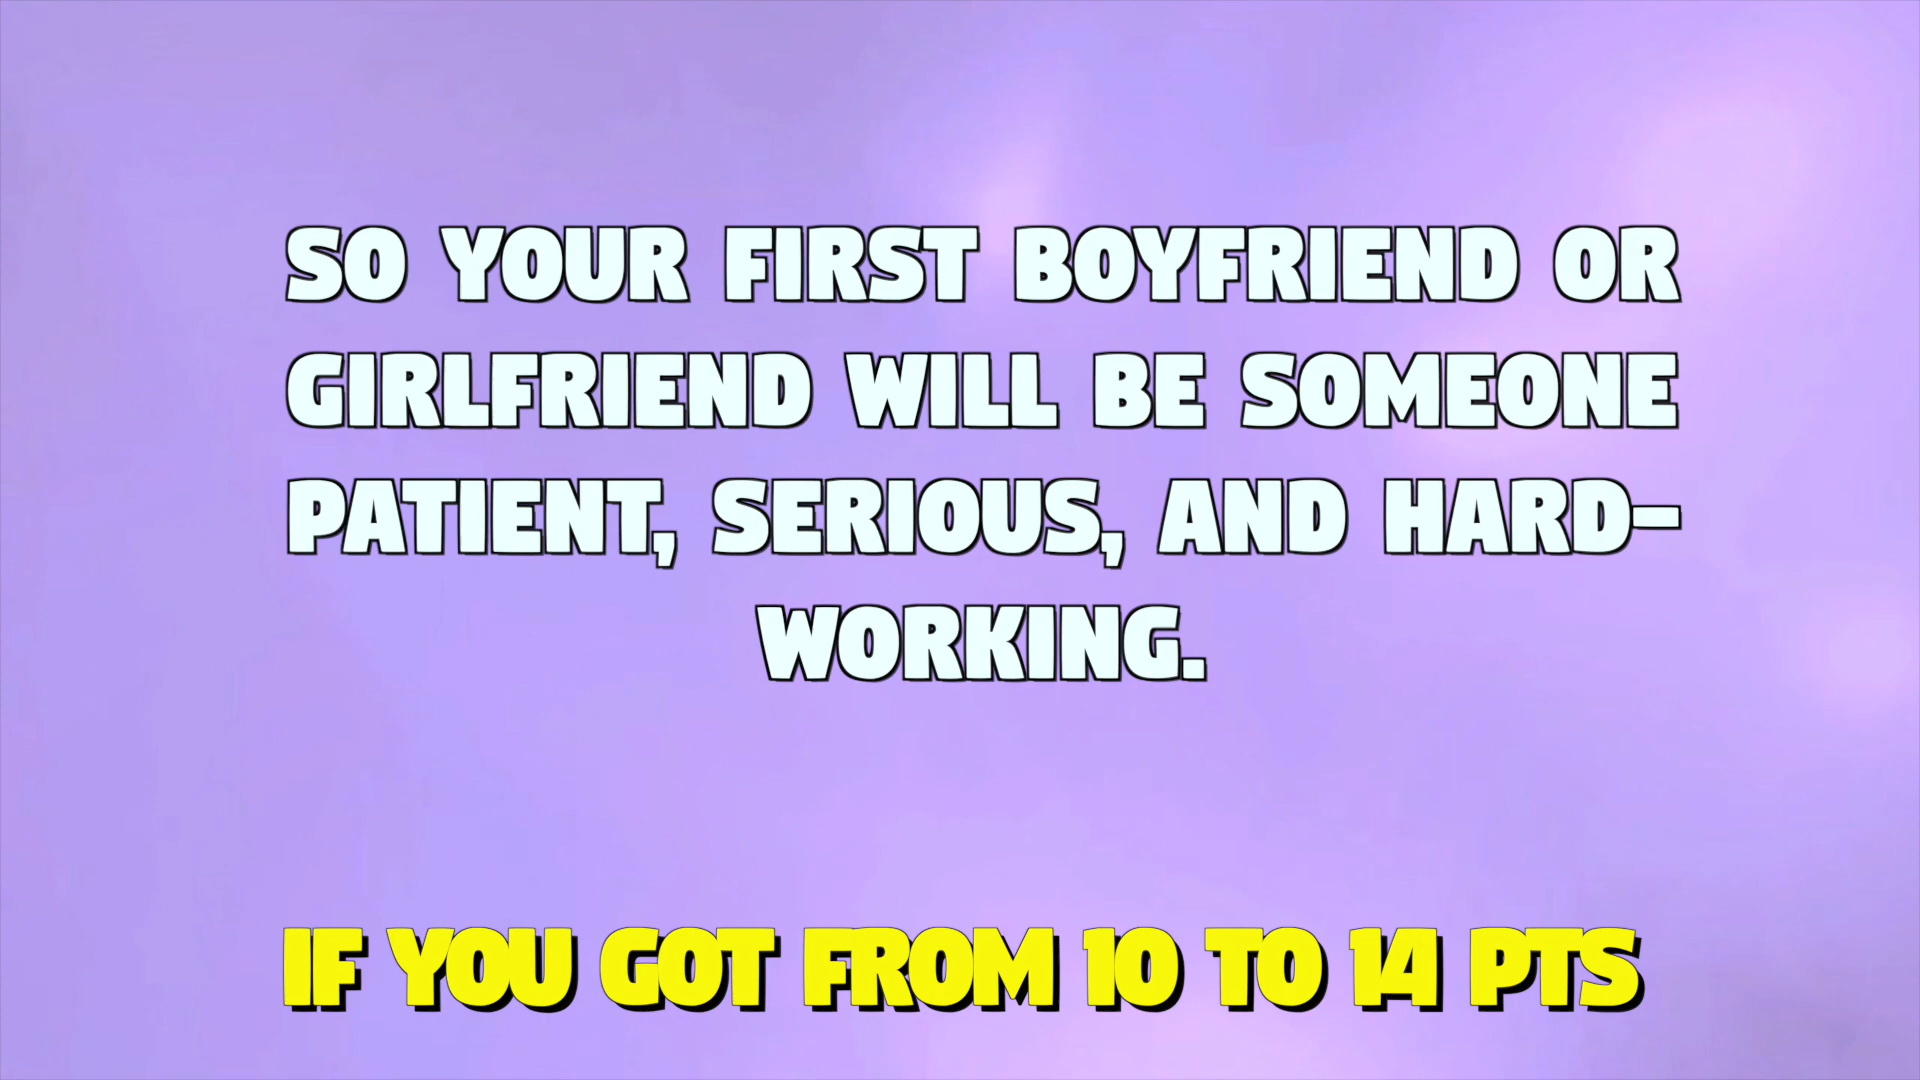 SO YOUR FIRST BOYFRIEND OR
GIRLFRIEND WILL BE SOMEONE
PATIENT, SERIOUS, AND HARD-
WORKING.
IF YOU GOT FROM 10 TO 14 PTS